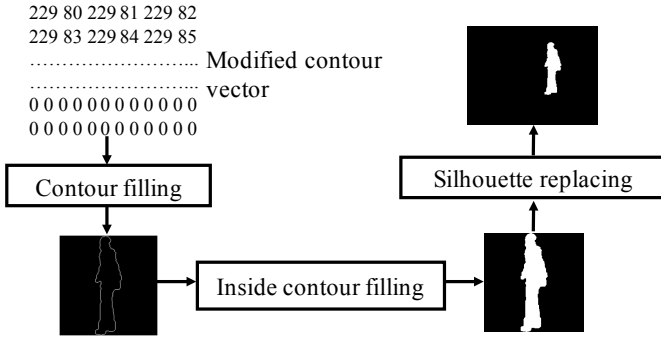 229 80 229 81 229 82
229 83 229 84 229 85
……………………...
……………………...
0 0 0 0 0 0 0 0 0 0 0 0
0 0 0 0 0 0 0 0 0 0 0 0
Modified contour
vector
Contour filling
Inside contour filling
Silhouette replacing